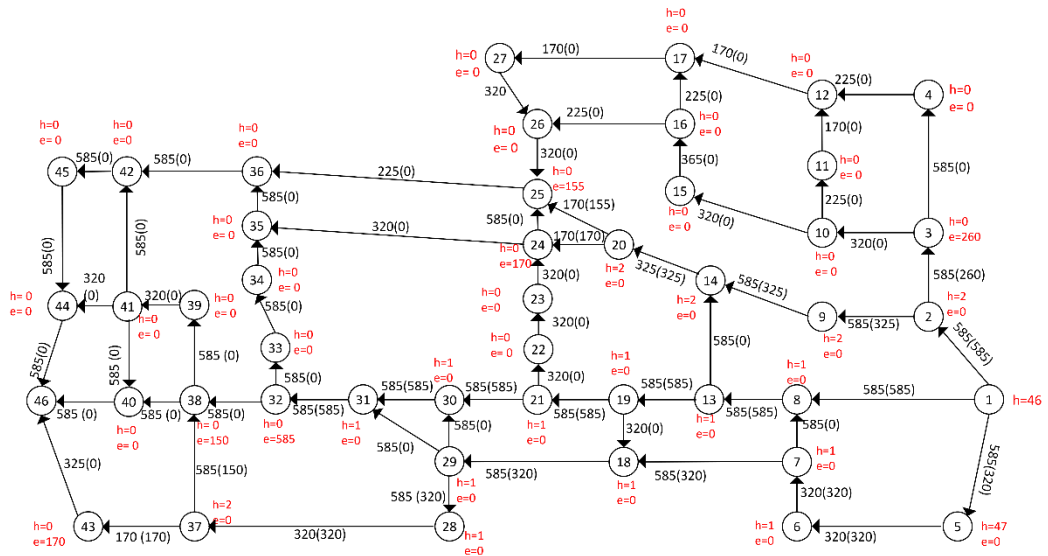 h=0
e= 0
27
170(0)
h=0
e= 0
17
170(0)
h=0
e= 0
12
225(0)
4
h=0
e= 0
320
225(0)
170(0)
585(0)
h=0
e= 0
26
225(0)
16
h=0
e= 0
365(0)
11
h=0
e= 0
h=0
e= 0
45
585(0)
h=0
e= 0
42
585(0)
h=0
e= 0
36
225(0)
320(0)
h=0
e=155
25
15
h=0
e= 0
320(0)
225(0)
585(0)
585(0)
170(155)
h=0
e= 0
35
320(0)
585(0)
24
h=0
e=170
170(170)
20
h=2
e=0
10
h=0
e= 0
320(0)
3
h=0
e=260
585(0)
585(0)
320(0)
325(325)
14
h=2
e=0
585(325)
585(260)
h=0
e= 0
44
320
(0)
41
h=0
e= 0
320(0)
39
h=0
e= 0
34
h=0
e= 0
585(0)
h=0
e= 0
23
320(0)
9
h=2
e=0
585(325)
2
h=2
e=0
585(0)
585 (0)
585 (0)
33
h=0
e=0
h=0
e= 0
22
585(0)
585(585)
46
585 (0)
40
h=0
e= 0
585 (0)
38
h=0
e=150
585(0)
32
h=0
e=585
585(0)
585(585)
31
h=1
e=0
585(585)
h=1
e=0
30
585(585)
21
h=1
e=0
320(0)
585(585)
h=1
e=0
19
585(585)
13
h=1
e=0
585(585)
h=1
e=0
8
585(585)
1
h=46
325(0)
585(150)
585(0)
585(0)
29
h=1
e=0
585(320)
320(0)
18
h=1
e=0
585(320)
585(0)
7
h=1
e=0
585(320)
h=0
e=170
43
170 (170)
37
h=2
e=0
320(320)
585 (320)
28
h=1
e=0
320(320)
h=1
e=0
6
320(320)
5
h=47
e=0